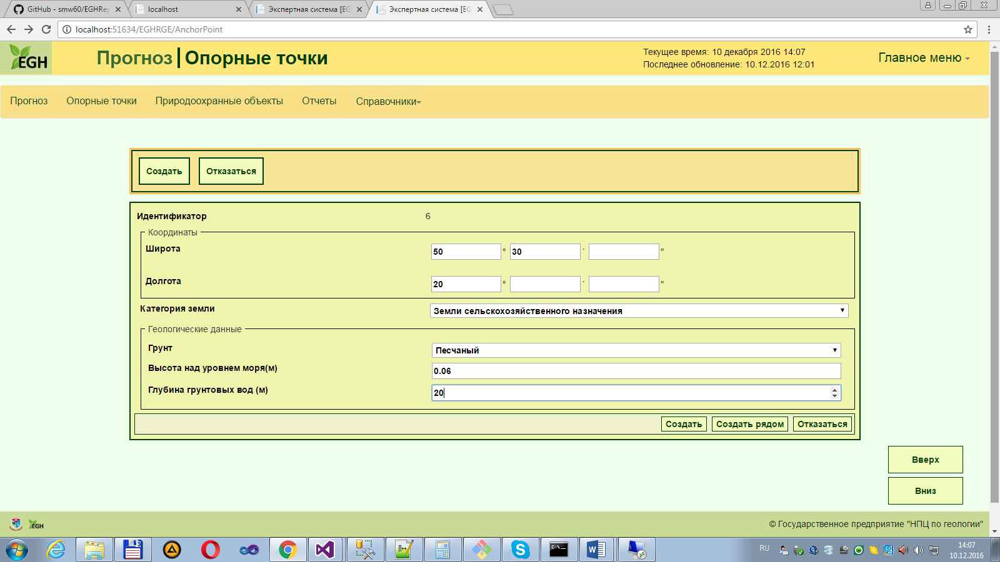 GitHub - smw60/EGHRep
localhost
Экспертная система [EG
Экспертная система [EG
localhost:51634/EGHRGE/AnchorPoint
EGH
Прогноз | Опорные точки
Текущее время: 10 декабря 2016 14:07
Последнее обновление: 10.12.2016 12:01
Главное меню
Прогноз Опорные точки Природоохранные объекты Отчеты Справочники
Создать Отказаться
Идентификатор 6
Координаты
Широта 50 ° 30 ′ "
Долгота 20 ° ′ "
Категория земли Земли сельскохозяйственного назначения
Геологические данные
Грунт Песчаный
Высота над уровнем моря(м) 0.06
Глубина грунтовых вод (м) 20
Создать Создать рядом Отказаться
Вверх
Вниз
EGH
© Государственное предприятие "НПЦ по геологии"
RU
14:07
10.12.2016